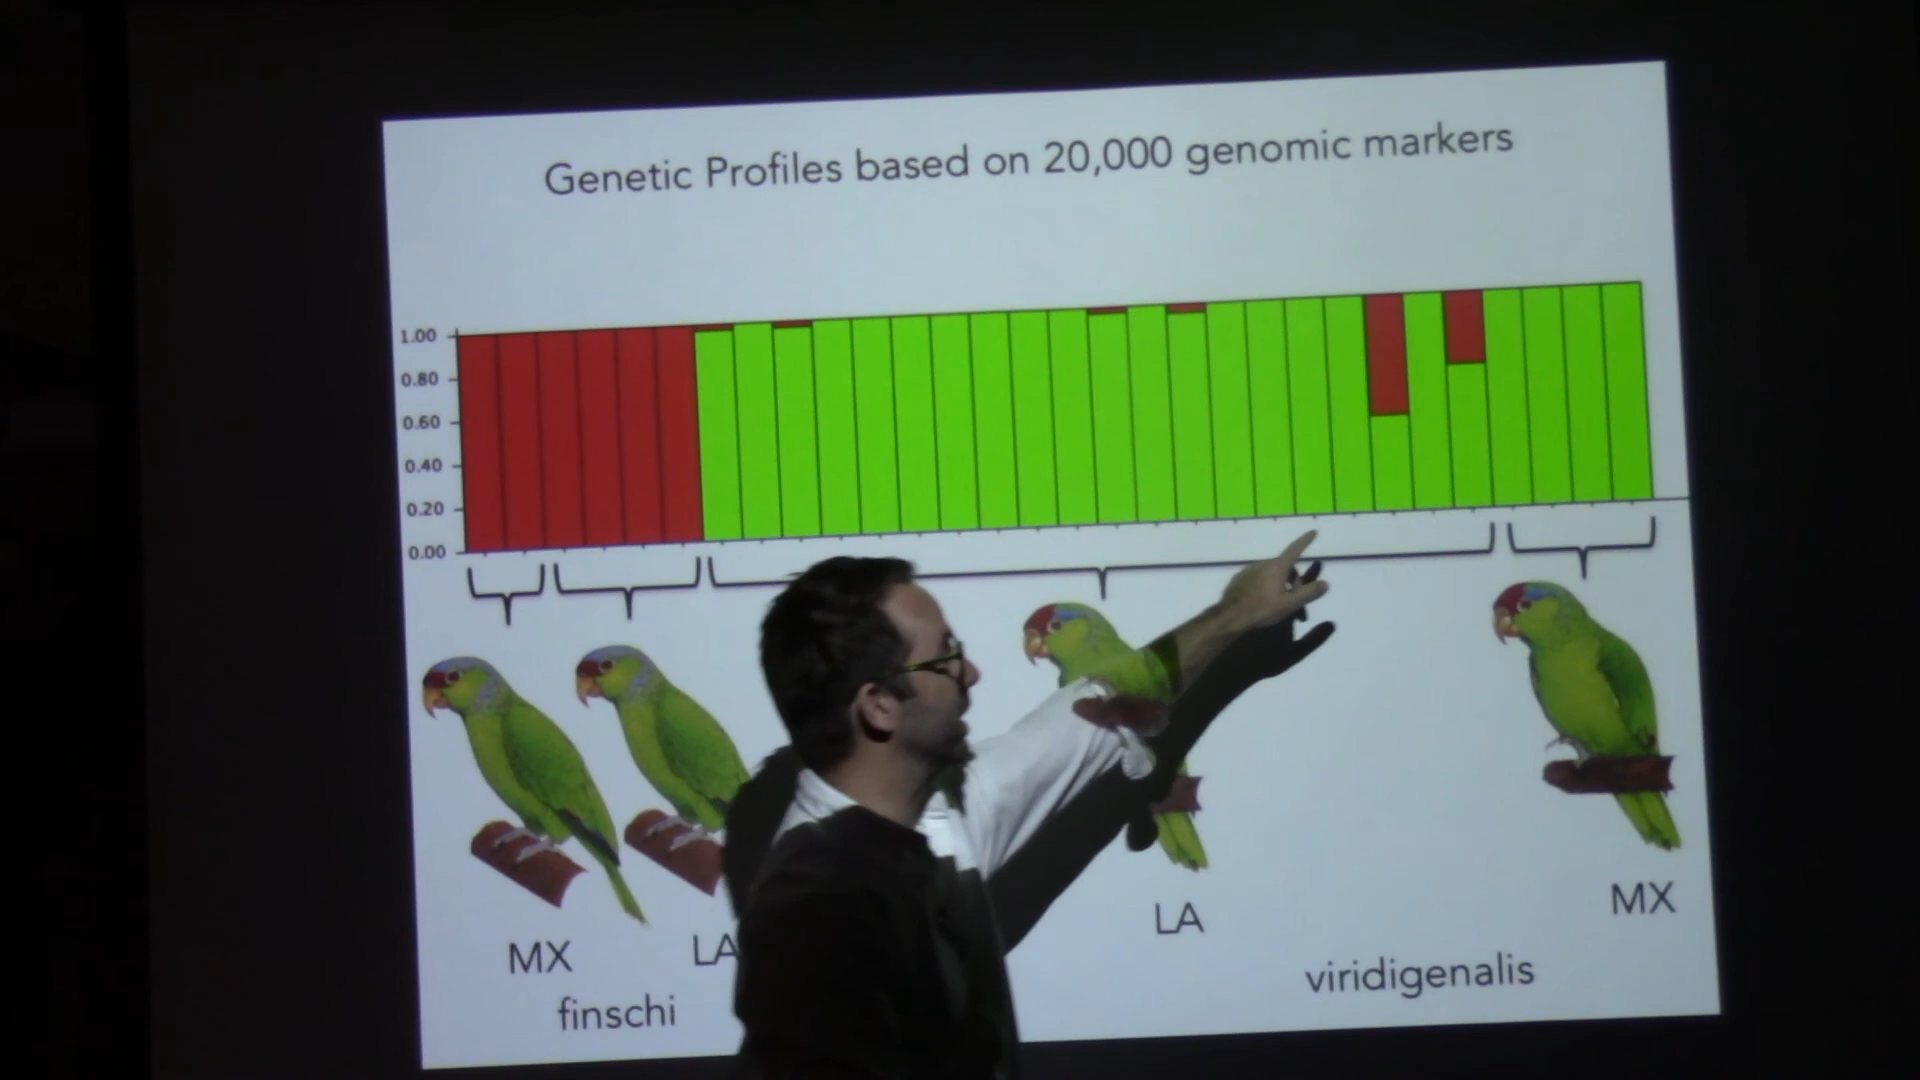 Genetic Profiles based on 20,000 genomic markers
1.00
0.80
0.60
0.40
0.20
0.00
MX
LA
LA
MX
finschi
viridigenalis